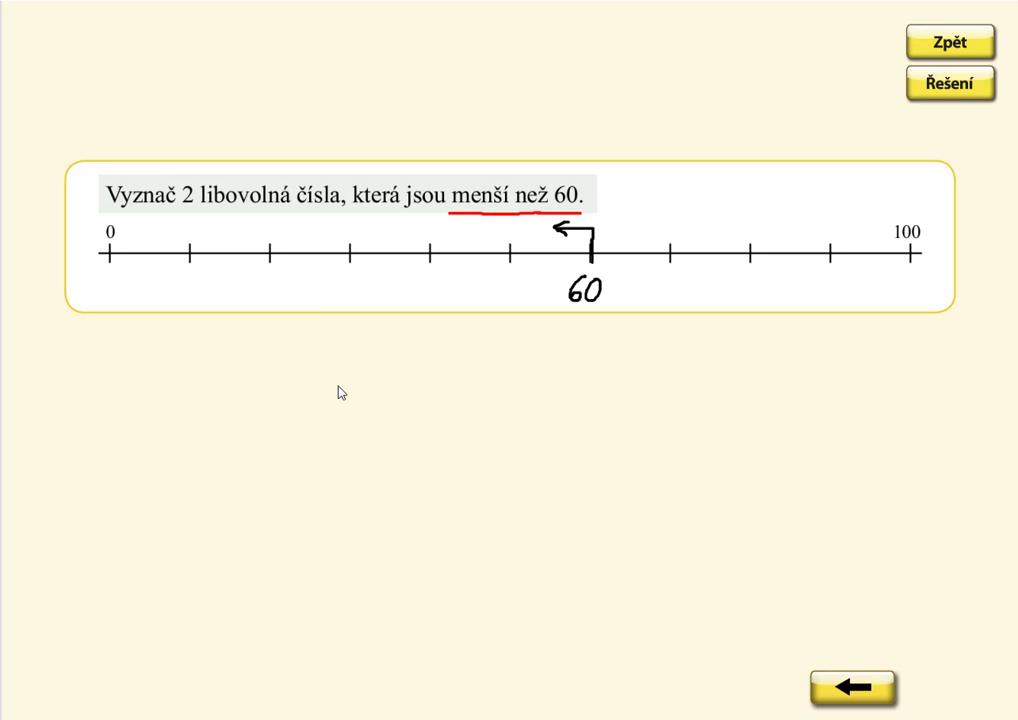 Zpět
Řešení
Vyznač 2 libovolná čísla, která jsou menší než 60.
0 100
60